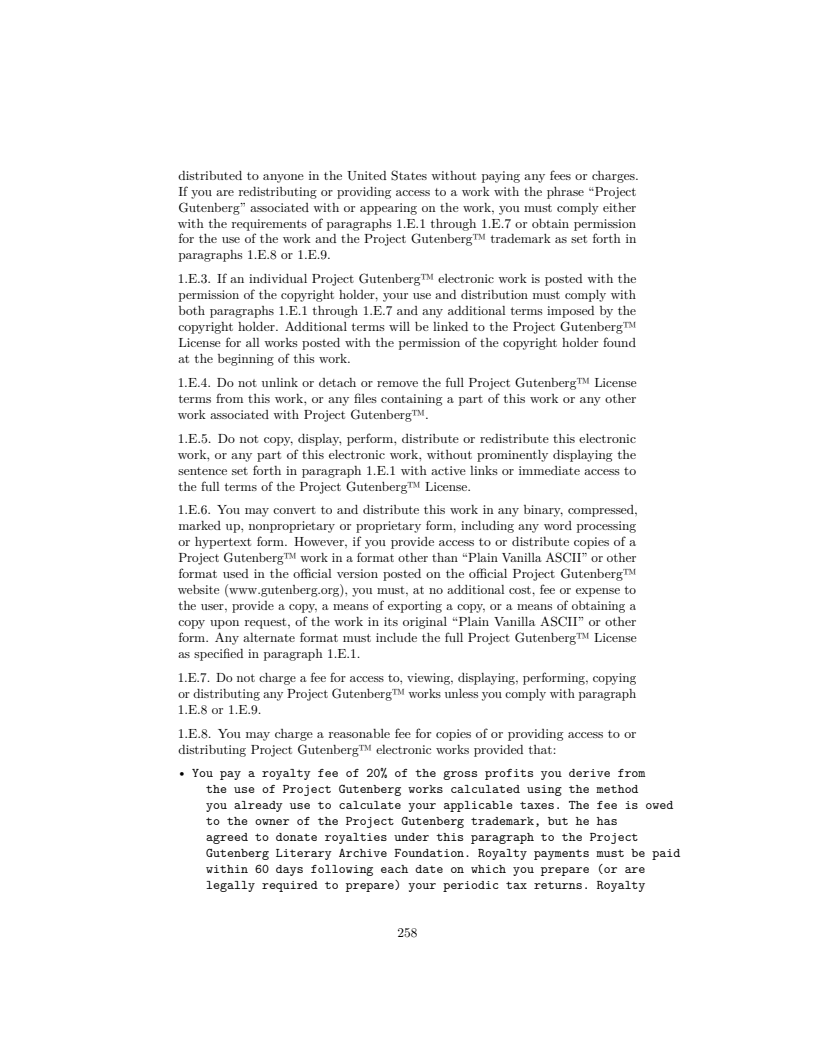 distributed to anyone in the United States without paying any fees or charges.
If you are redistributing or providing access to a work with the phrase “Project
Gutenberg” associated with or appearing on the work, you must comply either
with the requirements of paragraphs 1.E.1 through 1.E.7 or obtain permission
for the use of the work and the Project Gutenberg™ trademark as set forth in
paragraphs 1.E.8 or 1.E.9.
1.E.3. If an individual Project Gutenberg™ electronic work is posted with the
permission of the copyright holder, your use and distribution must comply with
both paragraphs 1.E.1 through 1.E.7 and any additional terms imposed by the
copyright holder. Additional terms will be linked to the Project Gutenberg™
License for all works posted with the permission of the copyright holder found
at the beginning of this work.
1.E.4. Do not unlink or detach or remove the full Project Gutenberg™ License
terms from this work, or any files containing a part of this work or any other
work associated with Project Gutenberg™.
1.E.5. Do not copy, display, perform, distribute or redistribute this electronic
work, or any part of this electronic work, without prominently displaying the
sentence set forth in paragraph 1.E.1 with active links or immediate access to
the full terms of the Project Gutenberg™ License.
1.E.6. You may convert to and distribute this work in any binary, compressed,
marked up, nonproprietary or proprietary form, including any word processing
or hypertext form. However, if you provide access to or distribute copies of a
Project Gutenberg™ work in a format other than “Plain Vanilla ASCII” or other
format used in the official version posted on the official Project Gutenberg™
website (www.gutenberg.org), you must, at no additional cost, fee or expense to
the user, provide a copy, a means of exporting a copy, or a means of obtaining a
copy upon request, of the work in its original “Plain Vanilla ASCII” or other
form. Any alternate format must include the full Project Gutenberg™ License
as specified in paragraph 1.E.1.
1.E.7. Do not charge a fee for access to, viewing, displaying, performing, copying
or distributing any Project Gutenberg™ works unless you comply with paragraph
1.E.8 or 1.E.9.
1.E.8. You may charge a reasonable fee for copies of or providing access to or
distributing Project Gutenberg™ electronic works provided that:
• You pay a royalty fee of 20% of the gross profits you derive from
the use of Project Gutenberg works calculated using the method
you already use to calculate your applicable taxes. The fee is owed
to the owner of the Project Gutenberg trademark, but he has
agreed to donate royalties under this paragraph to the Project
Gutenberg Literary Archive Foundation. Royalty payments must be paid
within 60 days following each date on which you prepare (or are
legally required to prepare) your periodic tax returns. Royalty
258